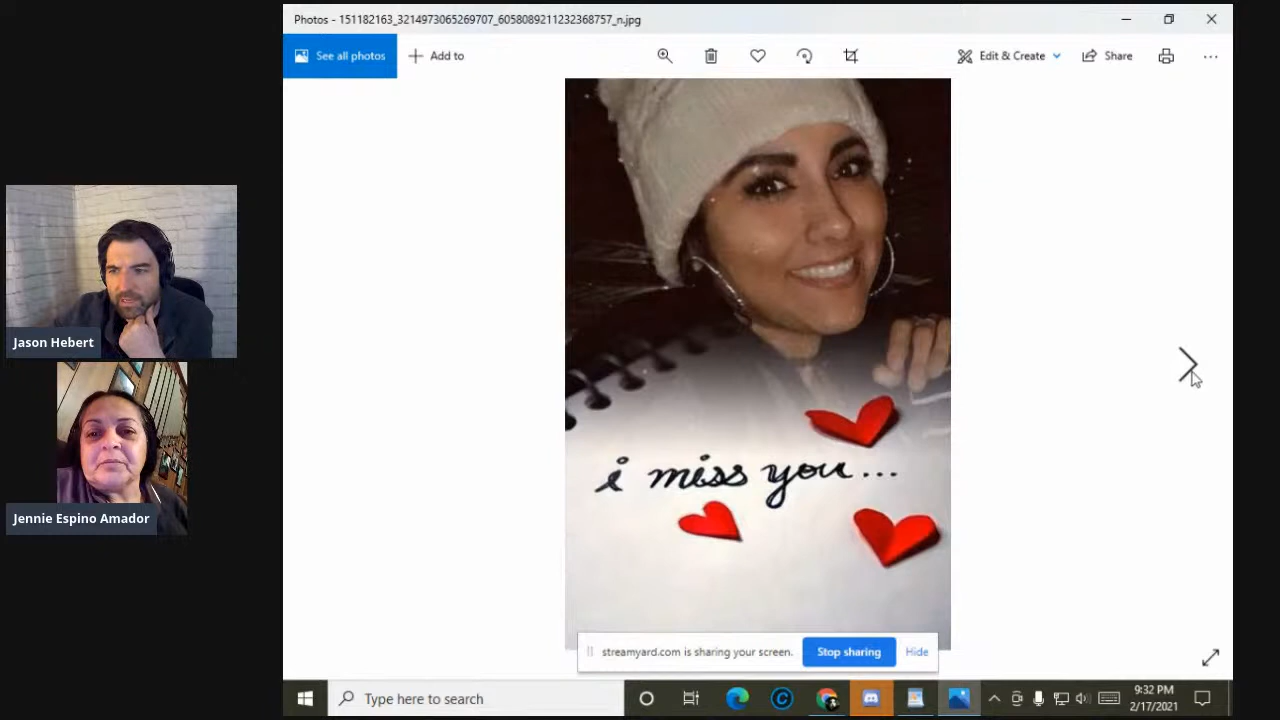 Photos - 151182163_3214973065269707_6058089211232368757_n.jpg
See all photos
Add to
Edit & Create
Share
Jason Hebert
Jennie Espino Amador
i miss you...
streamyard.com is sharing your screen.
Stop sharing
Hide
Type here to search
9:32 PM
2/17/2021